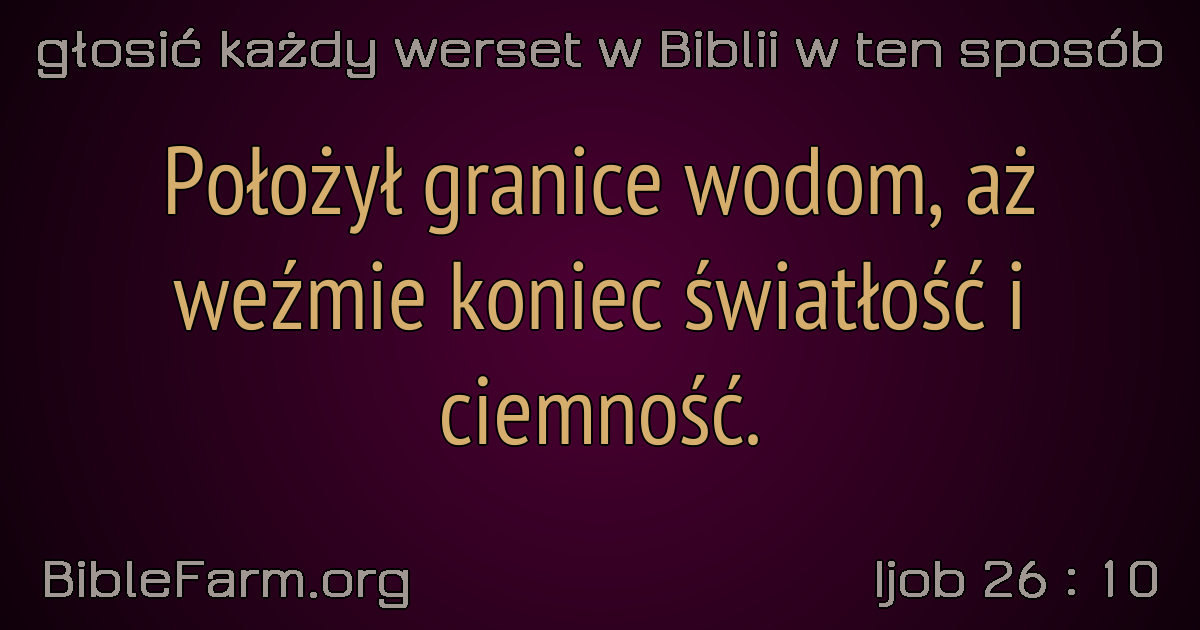 głosić każdy werset w Biblii w ten sposób
Położył granice wodom, aż
weźmie koniec światłość i
ciemność.
BibleFarm.org
Ijob 26 : 10